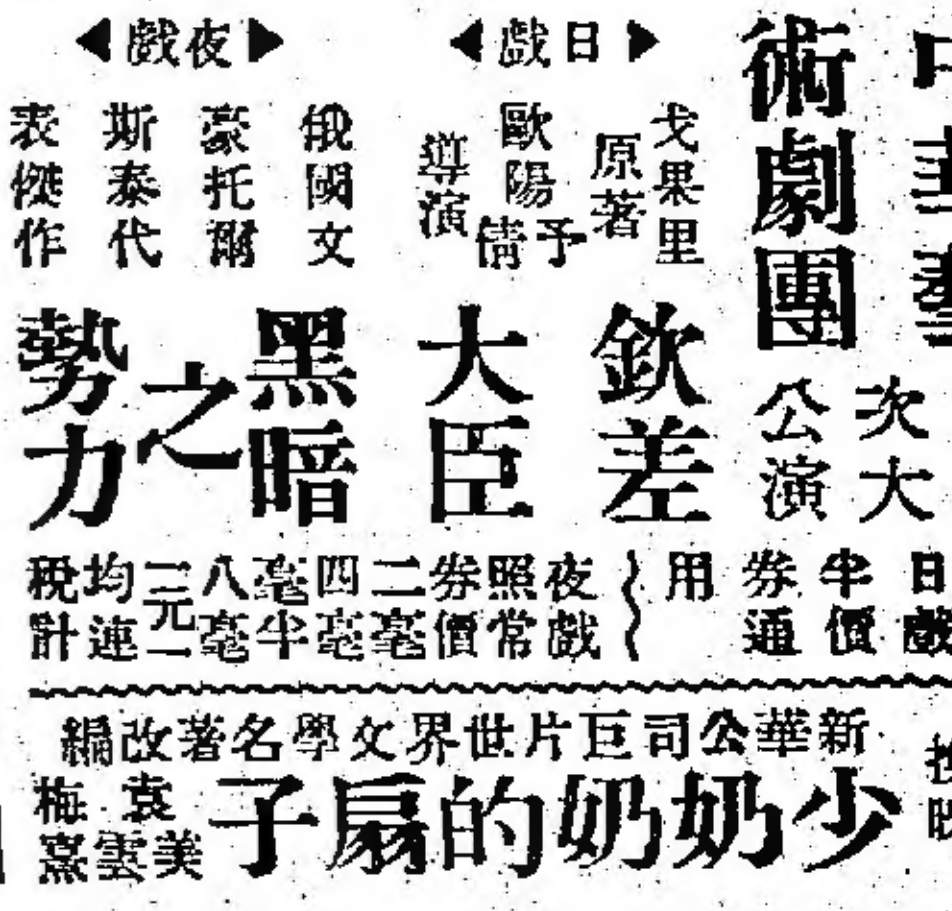 術劇團
次大公演
日戲半價券通用
夜戲照常券價二毫四毫毫半八毫一元二均連稅計
日戲
戈果里原著
歐陽予倩導演
欽差大臣
夜戲
俄國文豪托爾斯泰代表傑作
黑暗之勢力
新華公司巨片世界文學名著改編
少奶奶的扇子
袁美雲
梅熹